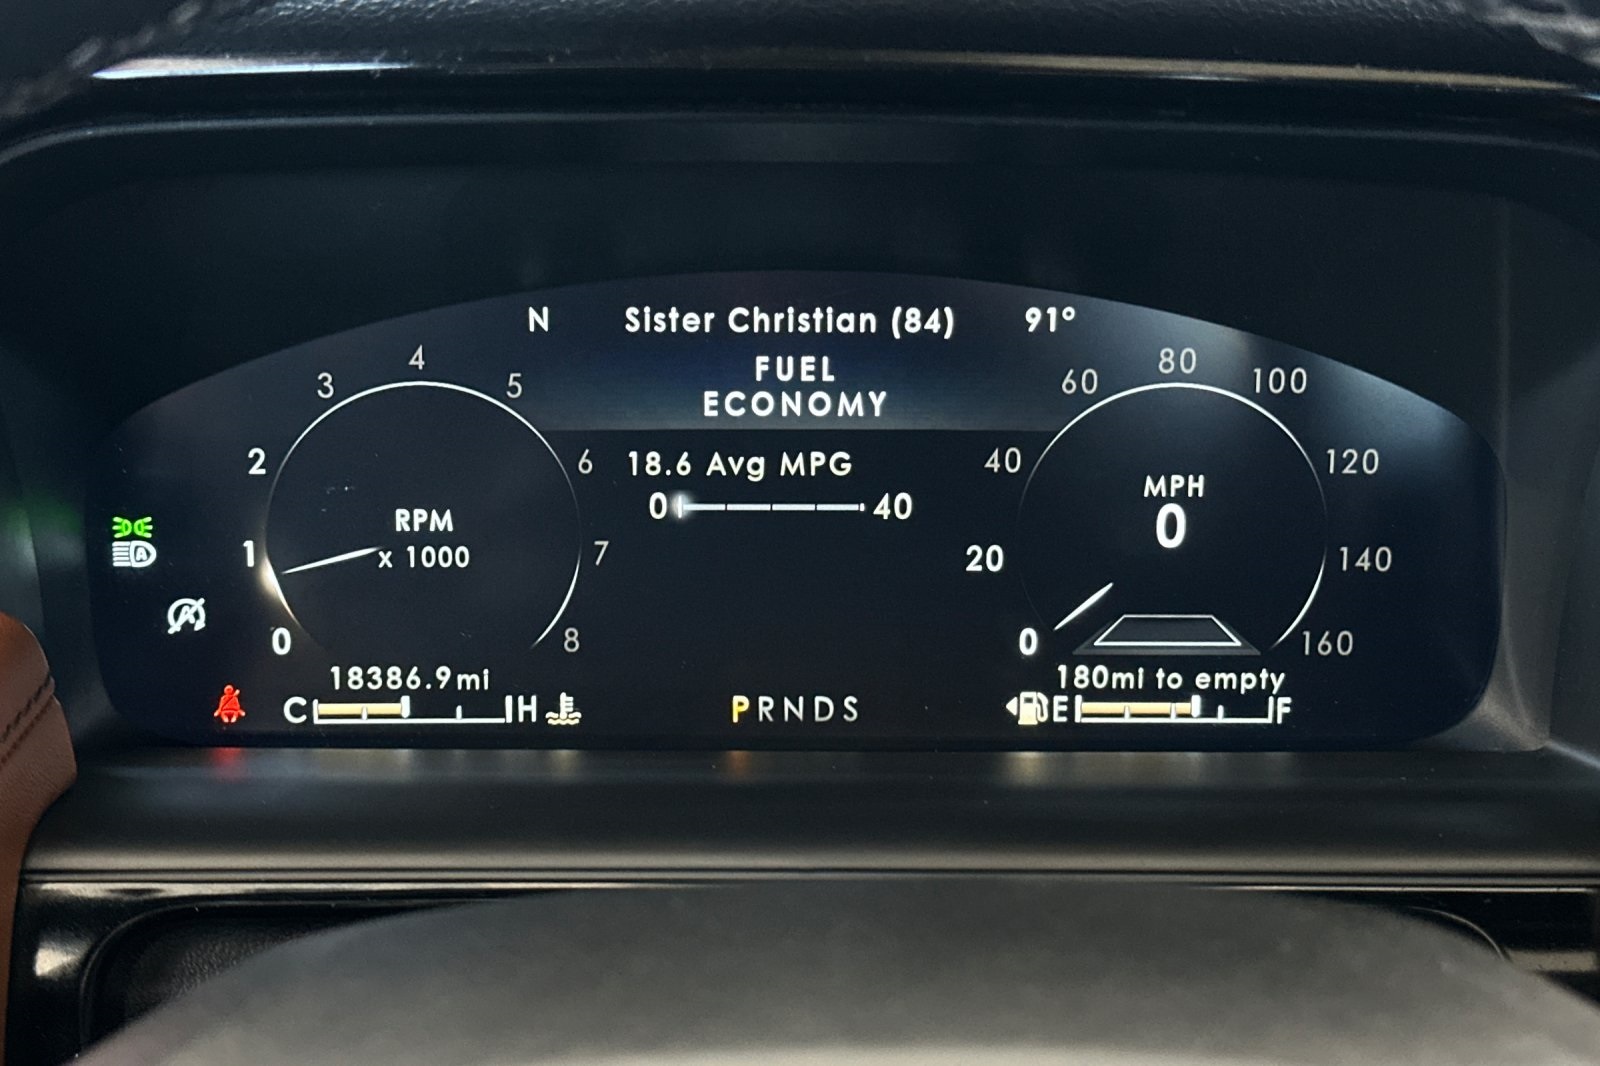 N Sister Christian (84) 91°
FUEL
ECONOMY
18.6 Avg MPG
0 40
0 1 2 3 4 5 6 7 8
RPM
x 1000
0 20 40 60 80 100 120 140 160
MPH
0
A
A
18386.9 mi
180mi to empty
C H
PRNDS
E F